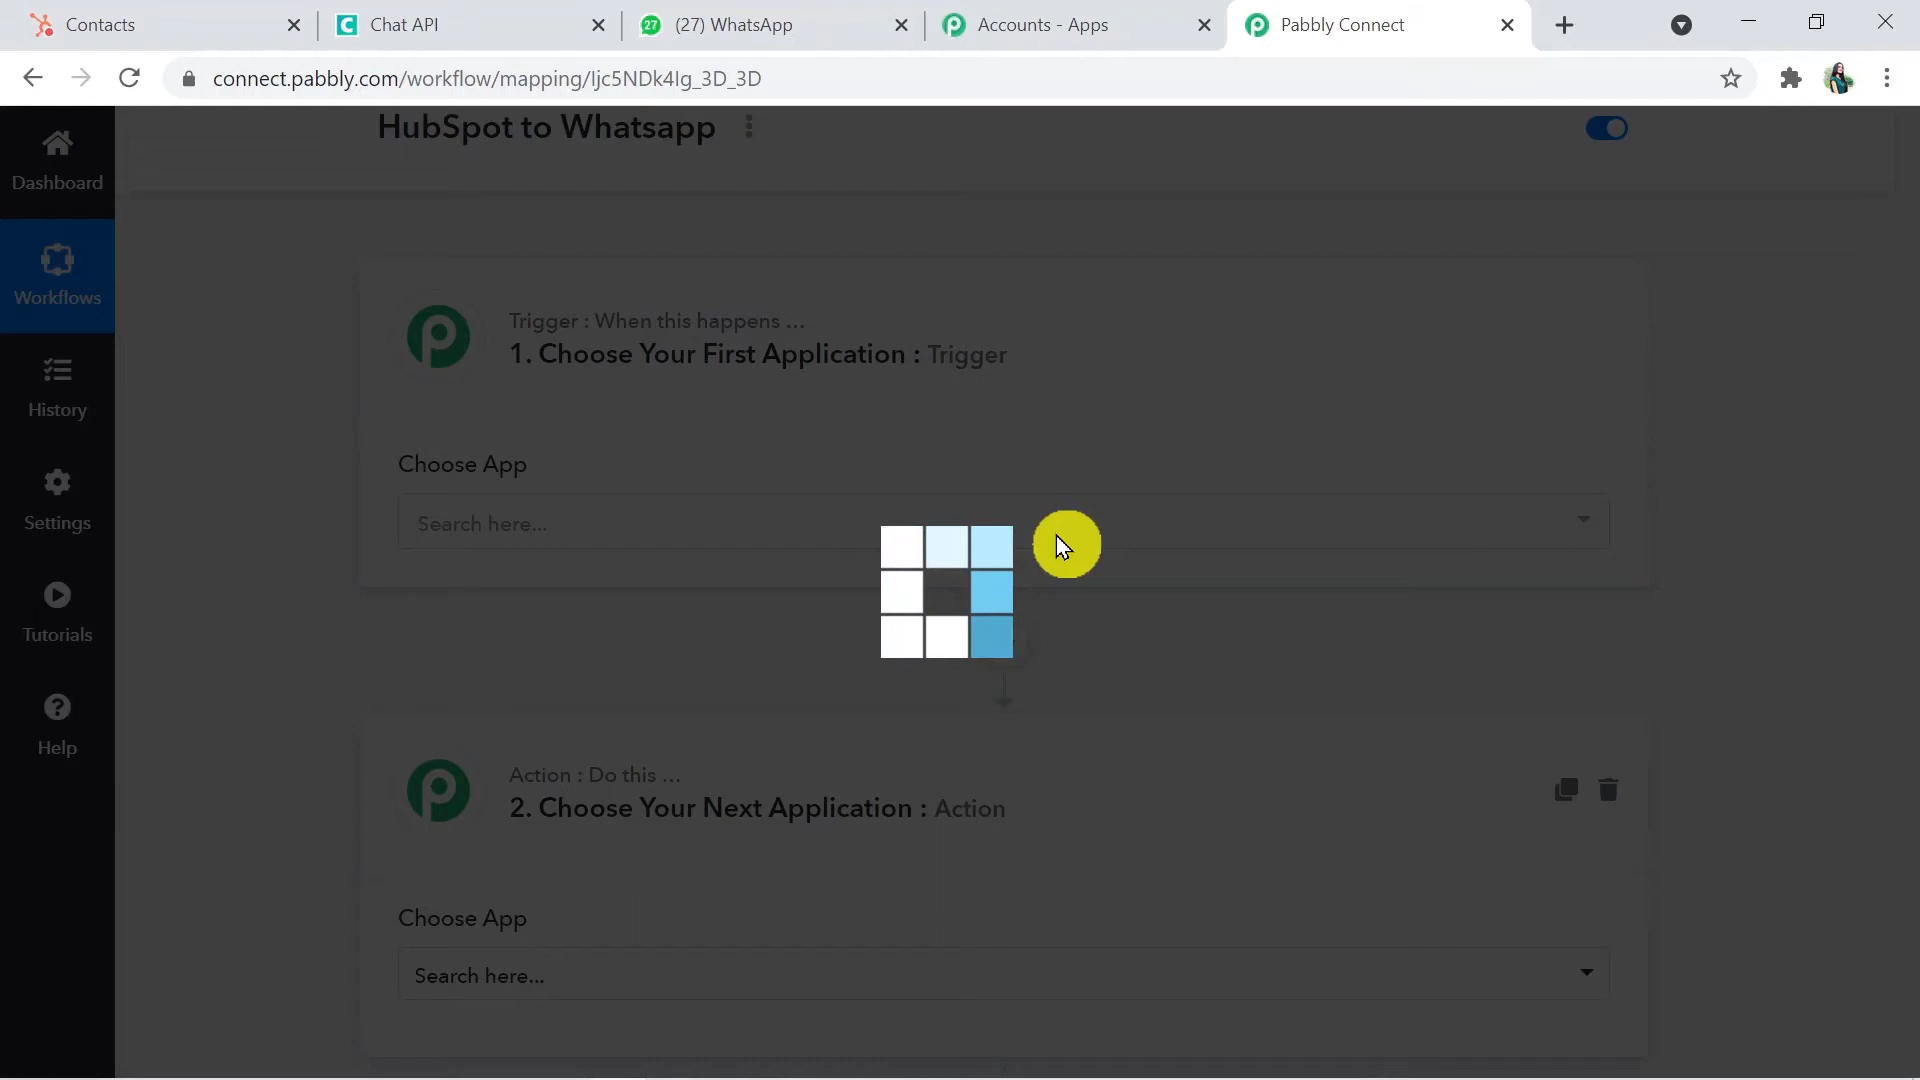 Contacts
Chat API
27
(27) WhatsApp
Accounts - Apps
Pabbly Connect
connect.pabbly.com/workflow/mapping/Ijc5NDk4Ig_3D_3D
HubSpot to Whatsapp
Dashboard
Workflows
History
Settings
Tutorials
Help
Trigger : When this happens ...
1. Choose Your First Application : Trigger
Choose App
Search here...
Action : Do this ...
2. Choose Your Next Application : Action
Choose App
Search here...